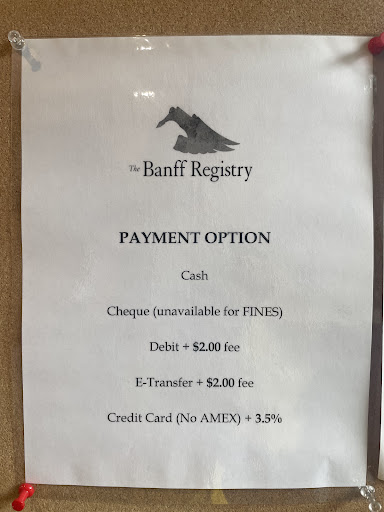 The Banff Registry
PAYMENT OPTION
Cash
Cheque (unavailable for FINES)
Debit + $2.00 fee
E-Transfer + $2.00 fee
Credit Card (No AMEX) + 3.5%